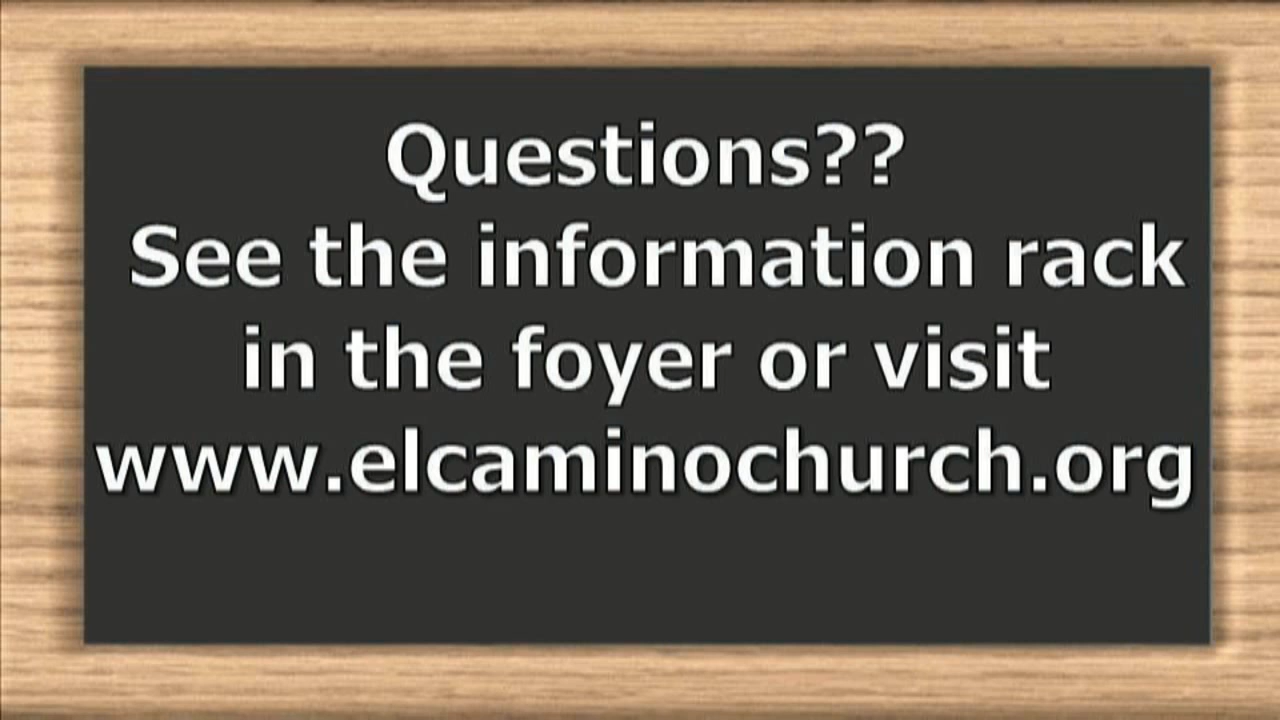 Questions??
See the information rack
in the foyer or visit
www.elcaminochurch.org